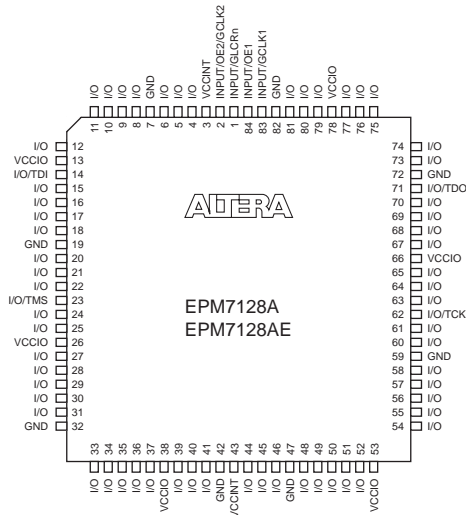 I/O
I/O
I/O
I/O
GND
I/O
I/O
I/O
VCCINT
INPUT/OE2/GCLK2
INPUT/GLCRn
INPUT/OE1
INPUT/GCLK1
GND
I/O
I/O
I/O
VCCIO
I/O
I/O
I/O
11 10 9 8 7 6 5 4 3 2 1 84 83 82 81 80 79 78 77 76 75
I/O 12
VCCIO 13
I/O/TDI 14
I/O 15
I/O 16
I/O 17
I/O 18
GND 19
I/O 20
I/O 21
I/O 22
I/O/TMS 23
I/O 24
I/O 25
VCCIO 26
I/O 27
I/O 28
I/O 29
I/O 30
I/O 31
GND 32
ALTERA
EPM7128A
EPM7128AE
74 I/O
73 I/O
72 GND
71 I/O/TDO
70 I/O
69 I/O
68 I/O
67 I/O
66 VCCIO
65 I/O
64 I/O
63 I/O
62 I/O/TCK
61 I/O
60 I/O
59 GND
58 I/O
57 I/O
56 I/O
55 I/O
54 I/O
33 34 35 36 37 38 39 40 41 42 43 44 45 46 47 48 49 50 51 52 53
I/O
I/O
I/O
I/O
I/O
VCCIO
I/O
I/O
I/O
GND
/CCINT
I/O
I/O
I/O
GND
I/O
I/O
I/O
I/O
I/O
VCCIO